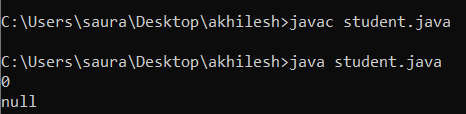 C:\Users\saura\Desktop\akhilesh>javac student.java
C:\Users\saura\Desktop\akhilesh>java student.java
0
null